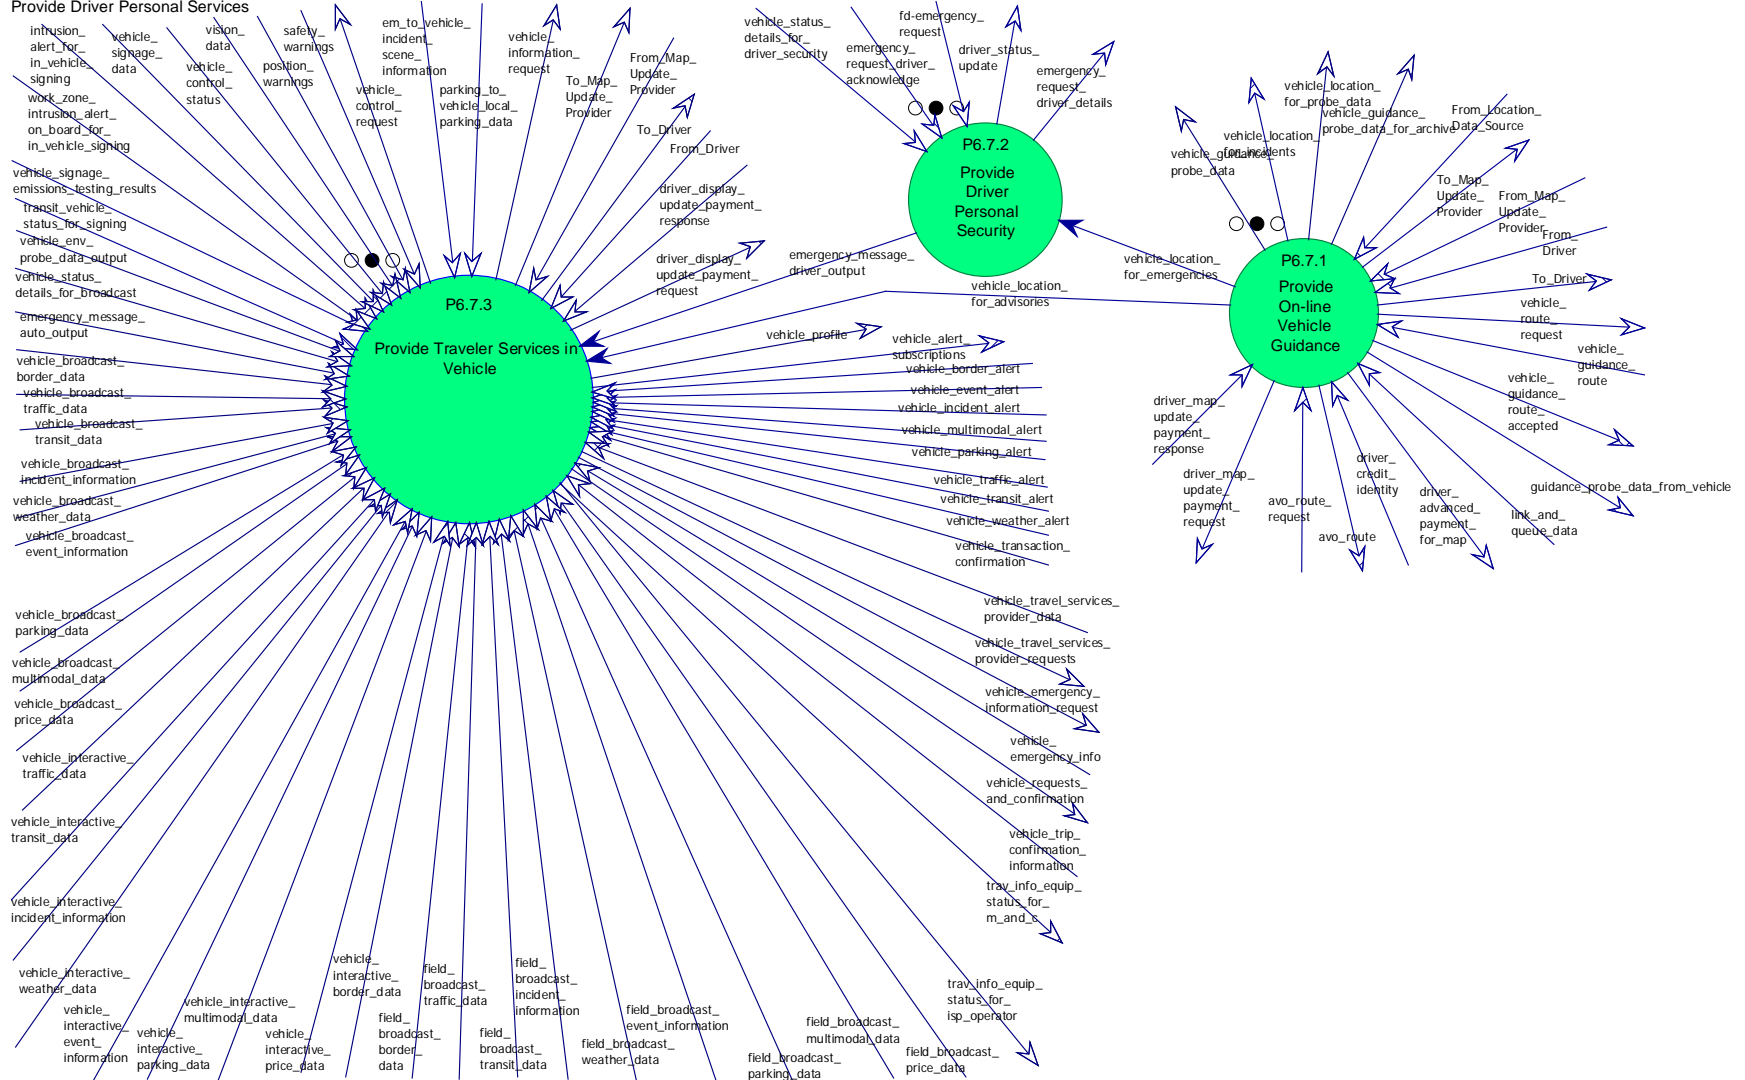 Provide Driver Personal Services
intrusion_
alert_for_
in_vehicle_
signing
vehicle_
signage_
data
vision_
data
vehicle_
control_
status
safety_
warnings
position_
warnings
vehicle_
control_
request
em_to_vehicle_
incident_
scene_
information
parking_to_
vehicle_local_
parking_data
vehicle_
information_
request
To_Map_
Update_
Provider
From_Map_
Update_
Provider
To_Driver
From_Driver
driver_display_
update_payment_
response
driver_display_
update_payment_
request
work_zone_
intrusion_alert_
on_board_for_
in_vehicle_signing
vehicle_signage_
emissions_testing_results
transit_vehicle_
status_for_signing
vehicle_env_
probe_data_output
vehicle_status_
details_for_broadcast
emergency_message_
auto_output
vehicle_broadcast_
border_data
vehicle_broadcast_
traffic_data
vehicle_broadcast_
transit_data
vehicle_broadcast_
incident_information
vehicle_broadcast_
weather_data
vehicle_broadcast_
event_information
vehicle_broadcast_
parking_data
vehicle_broadcast_
multimodal_data
vehicle_broadcast_
price_data
vehicle_interactive_
traffic_data
vehicle_interactive_
transit_data
vehicle_interactive_
incident_information
vehicle_interactive_
weather_data
vehicle_
interactive_
event_
information
vehicle_
interactive_
parking_data
vehicle_interactive_
multimodal_data
vehicle_
interactive_
price_data
vehicle_
interactive_
border_data
field_
broadcast_
border_
data
field_
broadcast_
traffic_data
field_
broadcast_
transit_data
field_
broadcast_
incident_
information
field_broadcast_
weather_data
field_broadcast_
event_information
field_broadcast_
parking_data
field_broadcast_
multimodal_data
field_broadcast_
price_data
trav_info_equip_
status_for_
isp_operator
trav_info_equip_
status_for_
m_and_c
vehicle_trip_
confirmation_
information
vehicle_requests_
and_confirmation
vehicle_
emergency_info
vehicle_emergency_
information_request
vehicle_travel_services_
provider_requests
vehicle_travel_services_
provider_data
vehicle_transaction_
confirmation
vehicle_weather_alert
vehicle_transit_alert
vehicle_traffic_alert
vehicle_parking_alert
vehicle_multimodal_alert
vehicle_incident_alert
vehicle_event_alert
vehicle_border_alert
vehicle_alert_
subscriptions
vehicle_profile
P6.7.3
Provide Traveler Services in
Vehicle
emergency_message_
driver_output
vehicle_location_
for_advisories
vehicle_location_
for_emergencies
vehicle_status_
details_for_
driver_security
emergency_
request_driver_
acknowledge
fd-emergency_
request
driver_status_
update
emergency_
request_
driver_details
P6.7.2
Provide
Driver
Personal
Security
vehicle_guidance_
probe_data
vehicle_location_
for_incidents
vehicle_location_
for_probe_data
vehicle_guidance_
probe_data_for_archive
From_Location_
Data_Source
To_Map_
Update_
Provider
From_Map_
Update_
Provider
From_
Driver
To_Driver
vehicle_
route_
request
vehicle_
guidance_
route
vehicle_
guidance_
route_
accepted
guidance_probe_data_from_vehicle
link_and_
queue_data
driver_
advanced_
payment_
for_map
driver_
credit_
identity
avo_route
avo_route_
request
driver_map_
update_
payment_
request
driver_map_
update_
payment_
response
P6.7.1
Provide
On-line
Vehicle
Guidance